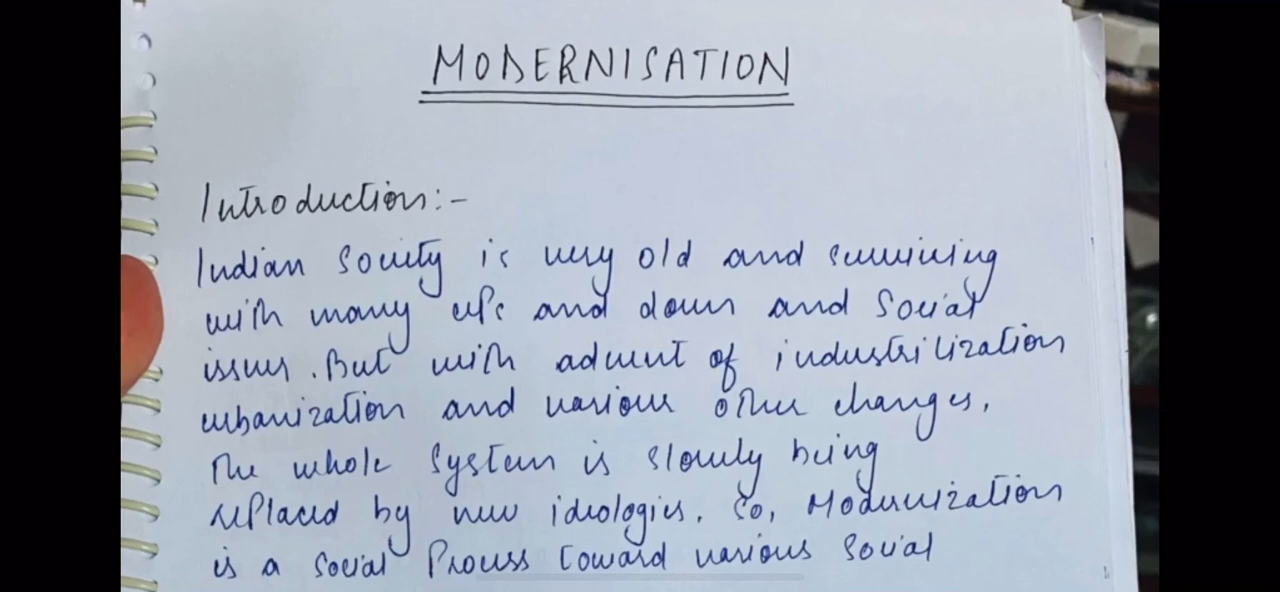 MODERNISATION
Introduction:-
Indian Society is very old and surviving
with many ups and down and Social
issues. But with advent of industrilization
urbanization and various other changes,
The whole System is slowly being
replaced by new ideologies. So, Modernization
is a Social Process toward various Social